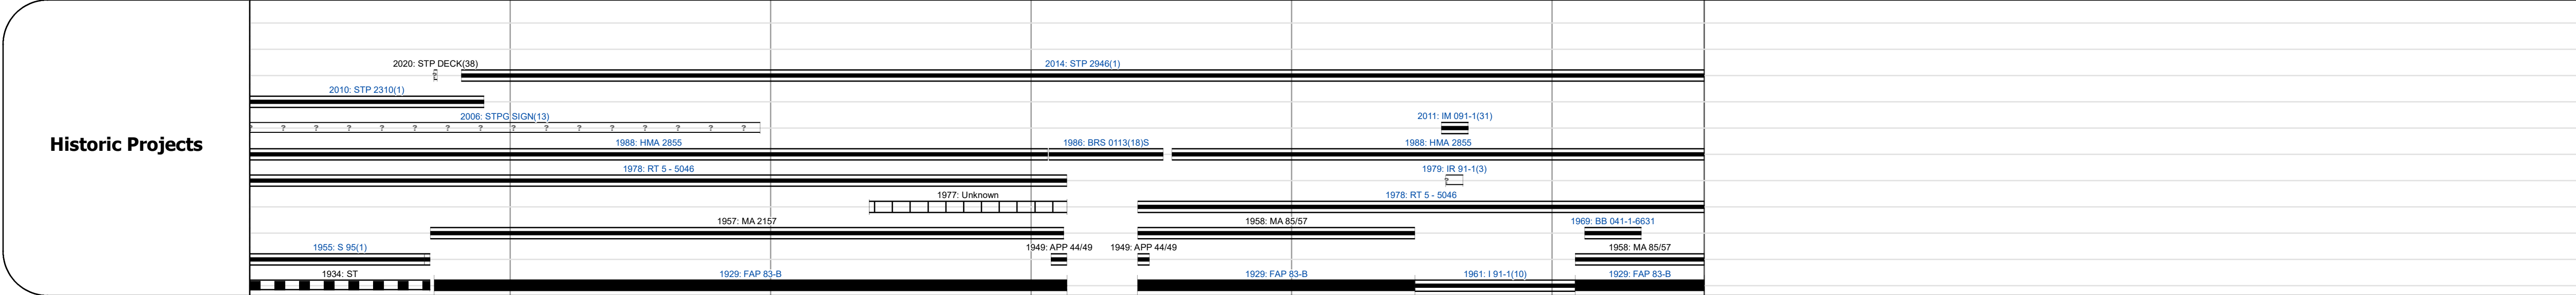 2020: STP DECK(38) 2014: STP 2946(1)
2010: STP 2310(1)
2006: STPG SIGN(13) 2011: IM 091-1(31)
? ? ? ? ? ? ? ? ? ? ? ? ? ? ? ?
Historic Projects
1988: HMA 2855 1986: BRS 0113(18)S 1988: HMA 2855
1978: RT 5 - 5046 1979: IR 91-1(3)
1977: Unknown 1978: RT 5 - 5046
1957: MA 2157 1958: MA 85/57 1969: BB 041-1-6631
1955: S 95(1) 1949: APP 44/49 1949: APP 44/49 1958: MA 85/57
1934: ST 1929: FAP 83-B 1929: FAP 83-B 1961: I 91-1(10) 1929: FAP 83-B